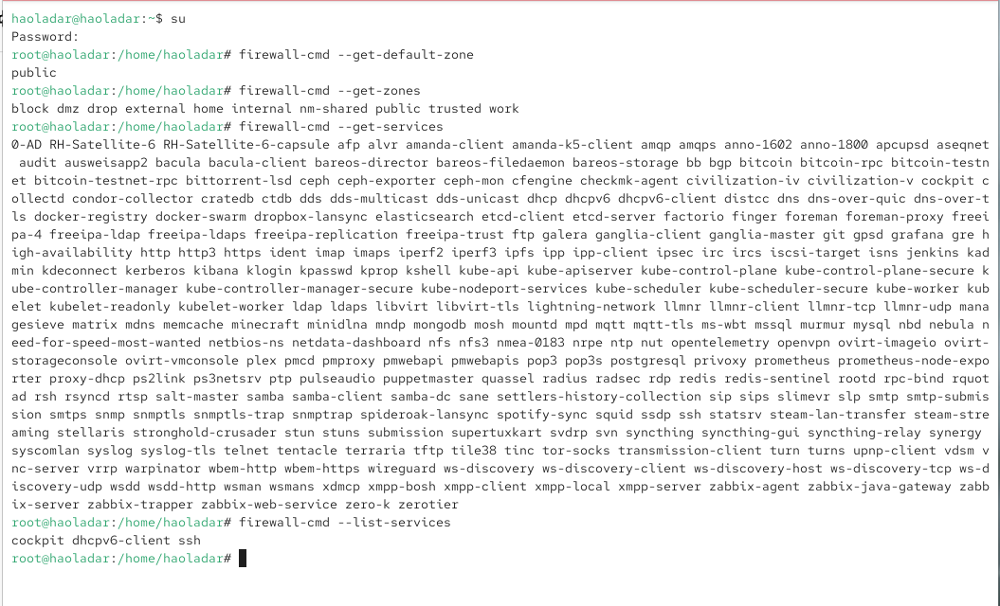 haoladar@haoladar:~$ su
Password:
root@haoladar:/home/haoladar# firewall-cmd --get-default-zone
public
root@haoladar:/home/haoladar# firewall-cmd --get-zones
block dmz drop external home internal nm-shared public trusted work
root@haoladar:/home/haoladar# firewall-cmd --get-services
0-AD RH-Satellite-6 RH-Satellite-6-capsule afp alvr amanda-client amanda-k5-client amqp amqps anno-1602 anno-1800 apcupsd aseqnet
 audit ausweisapp2 bacula bacula-client bareos-director bareos-filedaemon bareos-storage bb bgp bitcoin bitcoin-rpc bitcoin-testn
et bitcoin-testnet-rpc bittorrent-lsd ceph ceph-exporter ceph-mon cfengine checkmk-agent civilization-iv civilization-v cockpit c
ollectd condor-collector cratedb ctdb dds dds-multicast dds-unicast dhcp dhcpv6 dhcpv6-client distcc dns dns-over-quic dns-over-t
ls docker-registry docker-swarm dropbox-lansync elasticsearch etcd-client etcd-server factorio finger foreman foreman-proxy freei
pa-4 freeipa-ldap freeipa-ldaps freeipa-replication freeipa-trust ftp galera ganglia-client ganglia-master git gpsd grafana gre h
igh-availability http http3 https ident imap imaps iperf2 iperf3 ipfs ipp ipp-client ipsec irc ircs iscsi-target isns jenkins kad
min kdeconnect kerberos kibana klogin kpasswd kprop kshell kube-api kube-apiserver kube-control-plane kube-control-plane-secure k
ube-controller-manager kube-controller-manager-secure kube-nodeport-services kube-scheduler kube-scheduler-secure kube-worker kub
elet kubelet-readonly kubelet-worker ldap ldaps libvirt libvirt-tls lightning-network llmnr llmnr-client llmnr-tcp llmnr-udp mana
gesieve matrix mdns memcache minecraft minidlna mndp mongodb mosh mountd mpd mqtt mqtt-tls ms-wbt mssql murmur mysql nbd nebula n
eed-for-speed-most-wanted netbios-ns netdata-dashboard nfs nfs3 nmea-0183 nrpe ntp nut opentelemetry openvpn ovirt-imageio ovirt-
storageconsole ovirt-vmconsole plex pmcd pmproxy pmwebapi pmwebapis pop3 pop3s postgresql privoxy prometheus prometheus-node-expo
rter proxy-dhcp ps2link ps3netsrv ptp pulseaudio puppetmaster quassel radius radsec rdp redis redis-sentinel rootd rpc-bind rquot
ad rsh rsyncd rtsp salt-master samba samba-client samba-dc sane settlers-history-collection sip sips slimevr slp smtp smtp-submis
sion smtps snmp snmptls snmptls-trap snmptrap spideroak-lansync spotify-sync squid ssdp ssh statsrv steam-lan-transfer steam-stre
aming stellaris stronghold-crusader stun stuns submission supertuxkart svdrp svn syncthing syncthing-gui syncthing-relay synergy
syscomlan syslog syslog-tls telnet tentacle terraria tftp tile38 tinc tor-socks transmission-client turn turns upnp-client vdsm v
nc-server vrrp warpinator wbem-http wbem-https wireguard ws-discovery ws-discovery-client ws-discovery-host ws-discovery-tcp ws-d
iscovery-udp wsdd wsdd-http wsman wsmans xdmcp xmpp-bosh xmpp-client xmpp-local xmpp-server zabbix-agent zabbix-java-gateway zabb
ix-server zabbix-trapper zabbix-web-service zero-k zerotier
root@haoladar:/home/haoladar# firewall-cmd --list-services
cockpit dhcpv6-client ssh
root@haoladar:/home/haoladar#